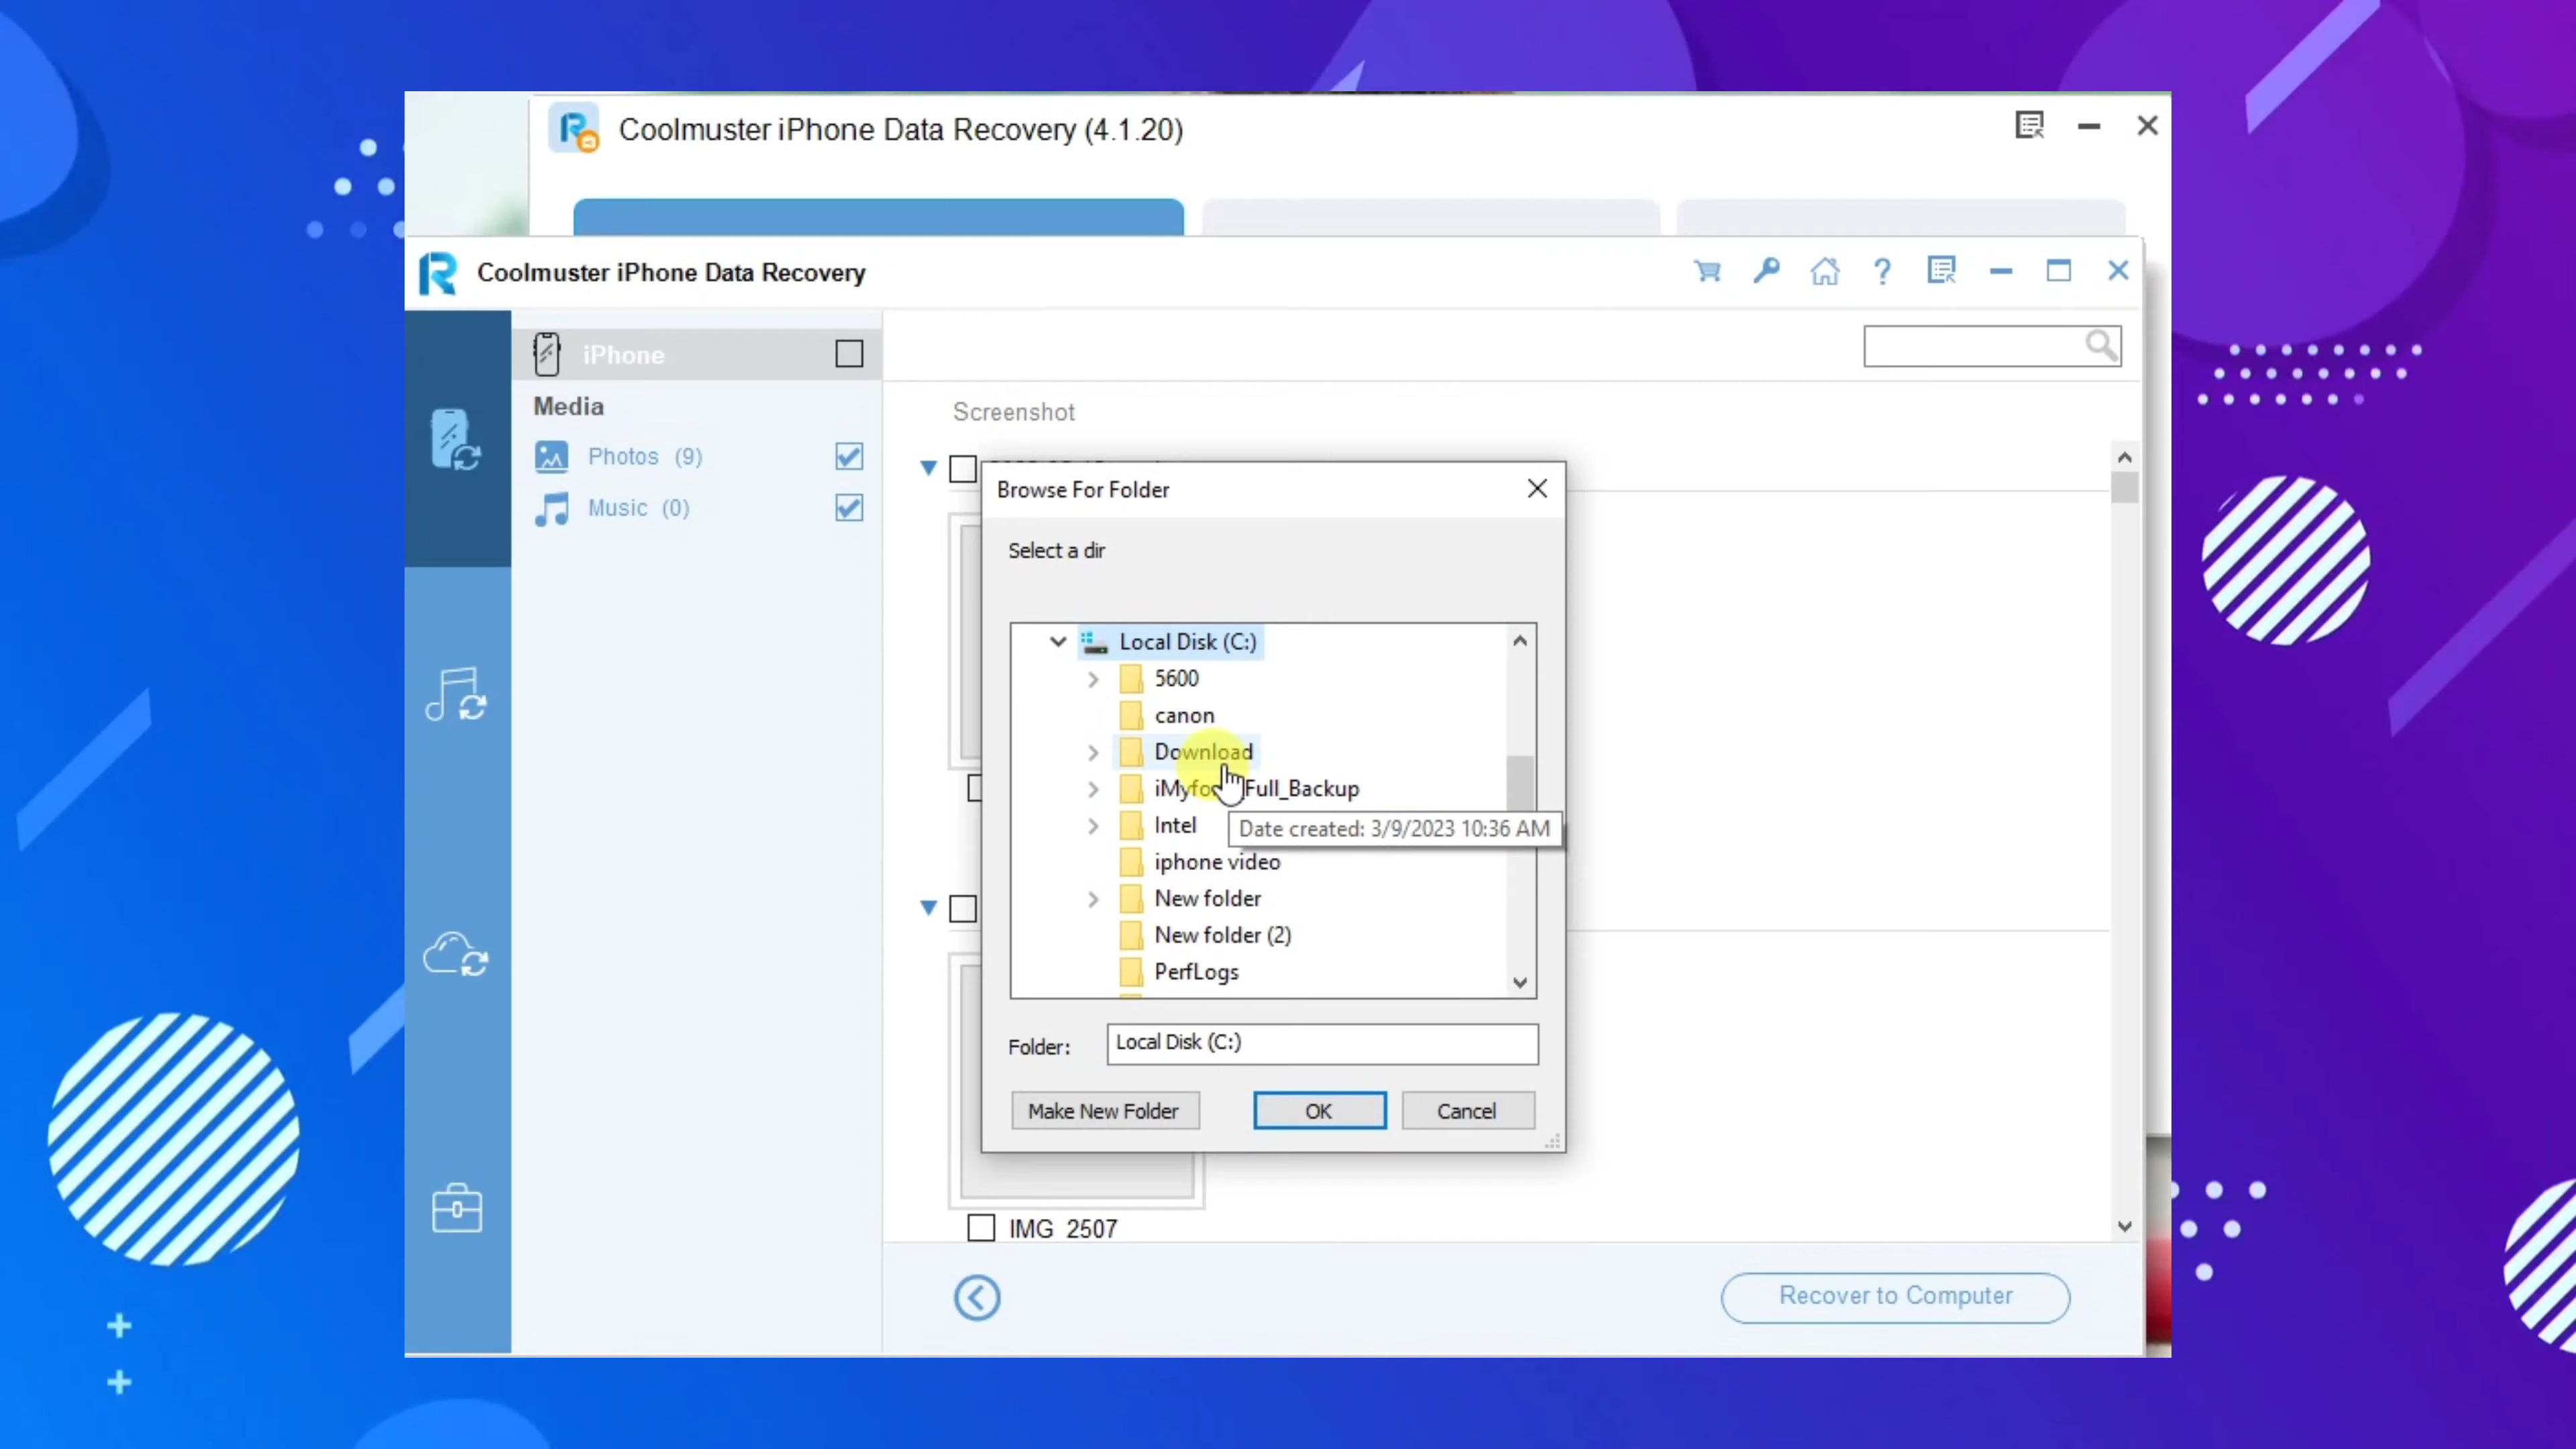 Coolmuster iPhone Data Recovery (4.1.20)
Coolmuster iPhone Data Recovery
iPhone
Media
Photos (9)
Music (0)
Screenshot
Browse For Folder
Select a dir
Local Disk (C:)
5600
canon
Download
Full_Backup
Intel
Date created: 3/9/2023 10:36 AM
iphone video
New folder
New folder (2)
PerfLogs
Folder: Local Disk (C:)
Make New Folder OK Cancel
IMG 2507
Recover to Computer